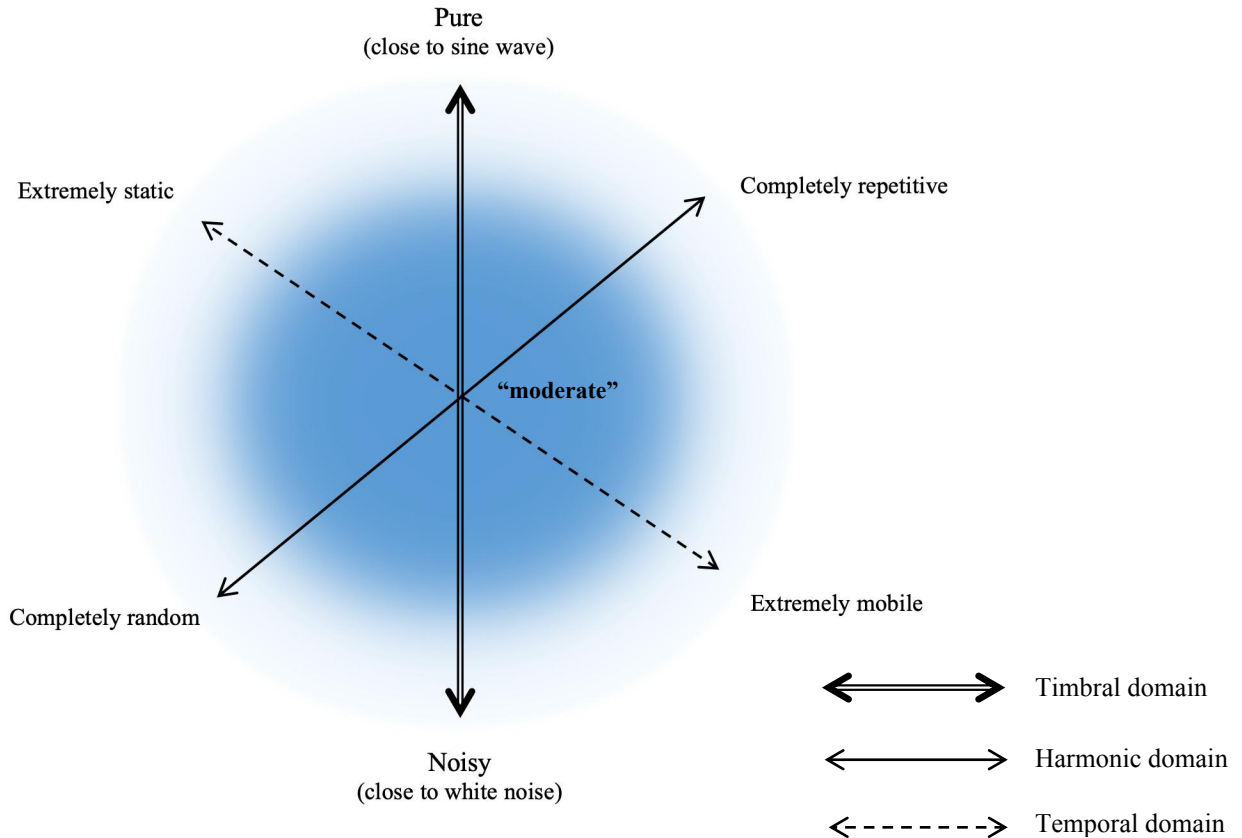 Pure
(close to sine wave)
Extremely static
Completely repetitive
“moderate”
Completely random
Extremely mobile
Timbral domain
Noisy
(close to white noise)
Harmonic domain
Temporal domain